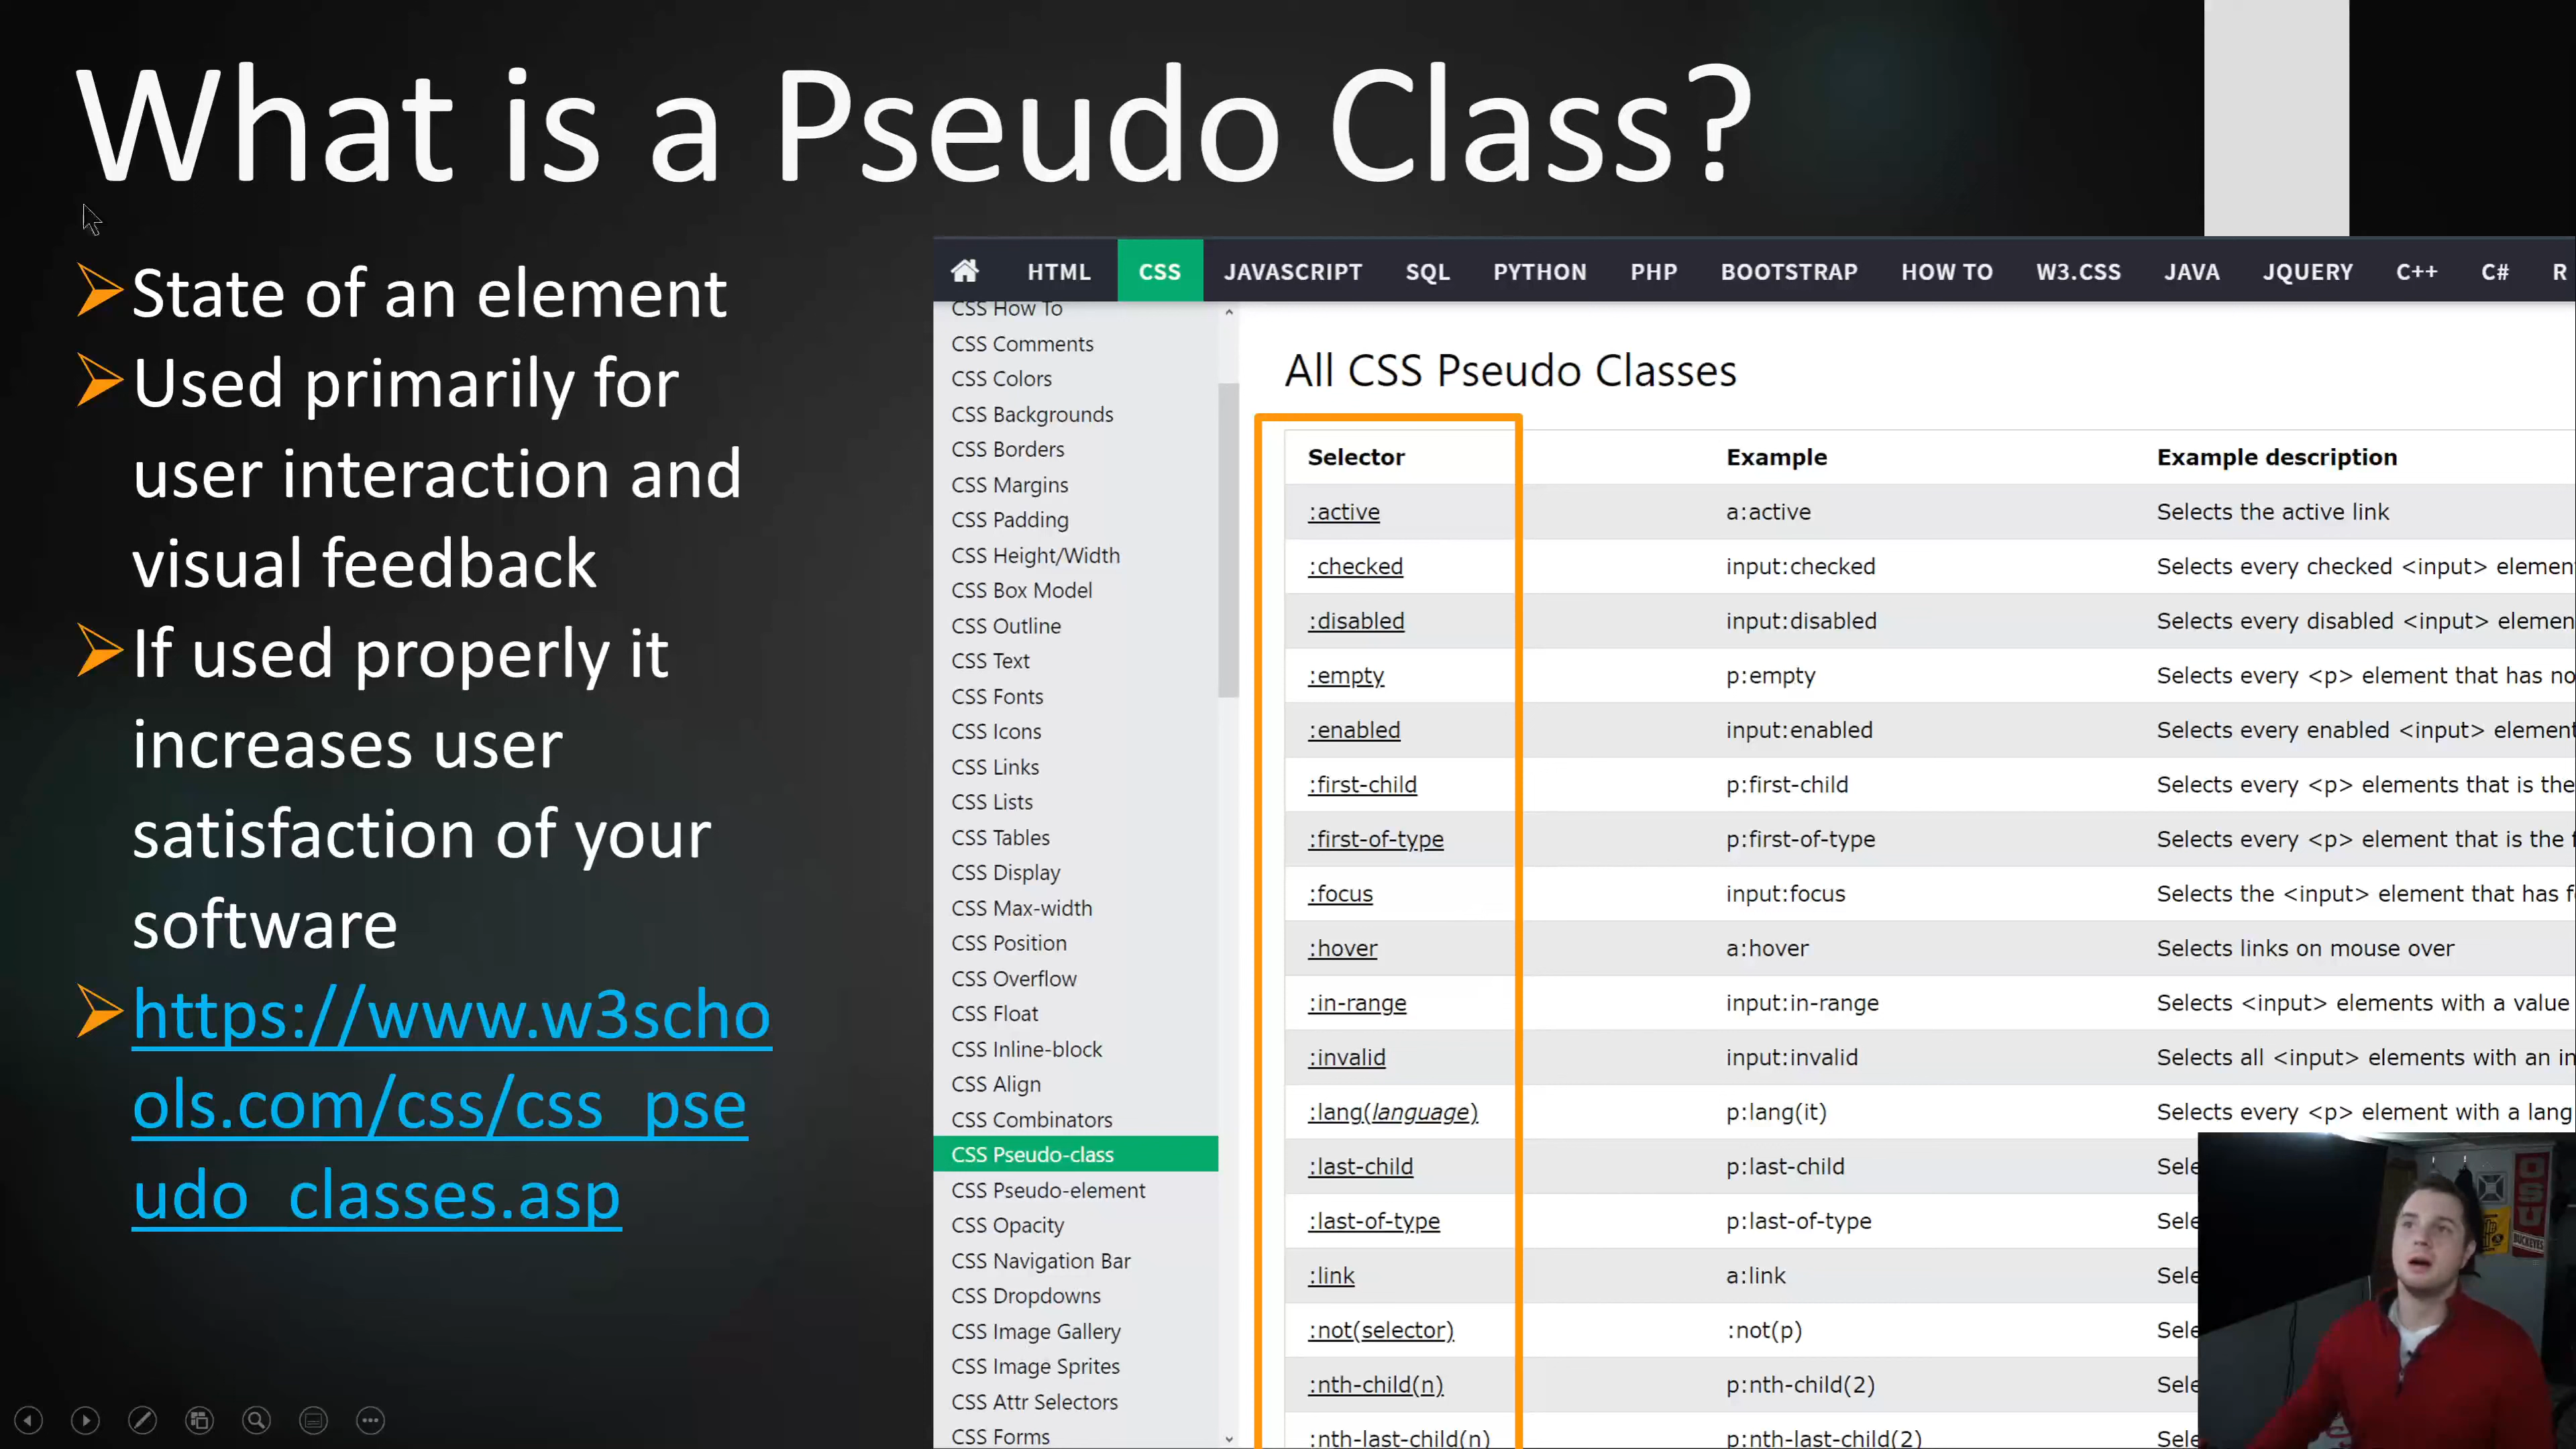 What is a Pseudo Class?
State of an element
Used primarily for
user interaction and
visual feedback
If used properly it
increases user
satisfaction of your
software
https://www.w3scho
ols.com/css/css_pse
udo_classes.asp
HTML CSS JAVASCRIPT SQL PYTHON PHP BOOTSTRAP HOW TO W3.CSS JAVA JQUERY C++ C# R
CSS How To
CSS Comments
CSS Colors
CSS Backgrounds
CSS Borders
CSS Margins
CSS Padding
CSS Height/Width
CSS Box Model
CSS Outline
CSS Text
CSS Fonts
CSS Icons
CSS Links
CSS Lists
CSS Tables
CSS Display
CSS Max-width
CSS Position
CSS Overflow
CSS Float
CSS Inline-block
CSS Align
CSS Combinators
CSS Pseudo-class
CSS Pseudo-element
CSS Opacity
CSS Navigation Bar
CSS Dropdowns
CSS Image Gallery
CSS Image Sprites
CSS Attr Selectors
CSS Forms
All CSS Pseudo Classes
Selector Example Example description
:active a:active Selects the active link
:checked input:checked Selects every checked <input> elemen
:disabled input:disabled Selects every disabled <input> elemen
:empty p:empty Selects every <p> element that has no
:enabled input:enabled Selects every enabled <input> element
:first-child p:first-child Selects every <p> elements that is the
:first-of-type p:first-of-type Selects every <p> element that is the f
:focus input:focus Selects the <input> element that has f
:hover a:hover Selects links on mouse over
:in-range input:in-range Selects <input> elements with a value
:invalid input:invalid Selects all <input> elements with an in
:lang(language) p:lang(it) Selects every <p> element with a lang
:last-child p:last-child Sele
:last-of-type p:last-of-type Sele
:link a:link Sele
:not(selector) :not(p) Sele
:nth-child(n) p:nth-child(2) Sele
:nth-last-child(n) p:nth-last-child(2) Sele
OSU
BUCKEYES